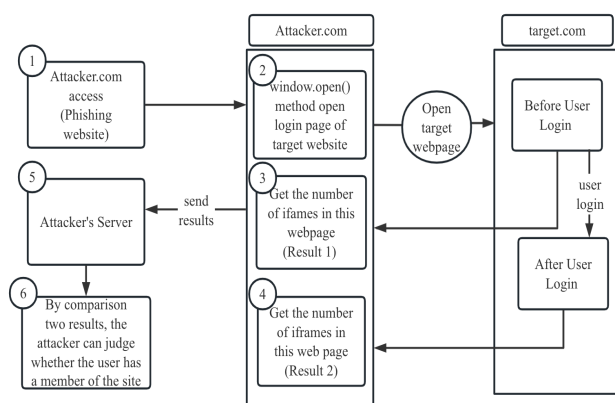 Attacker.com
target.com
1
Attacker.com
access
(Phishing
website)
2
window.open()
method open
login page of
target website
Open
target
webpage
Before User
Login
3
Get the number
of ifames in this
webpage
(Result 1)
user
login
5
Attacker's Server
send
results
After User
Login
4
Get the number
of iframes in
this web page
(Result 2)
6
By comparison
two results, the
attacker can judge
whether the user has
a member of the site